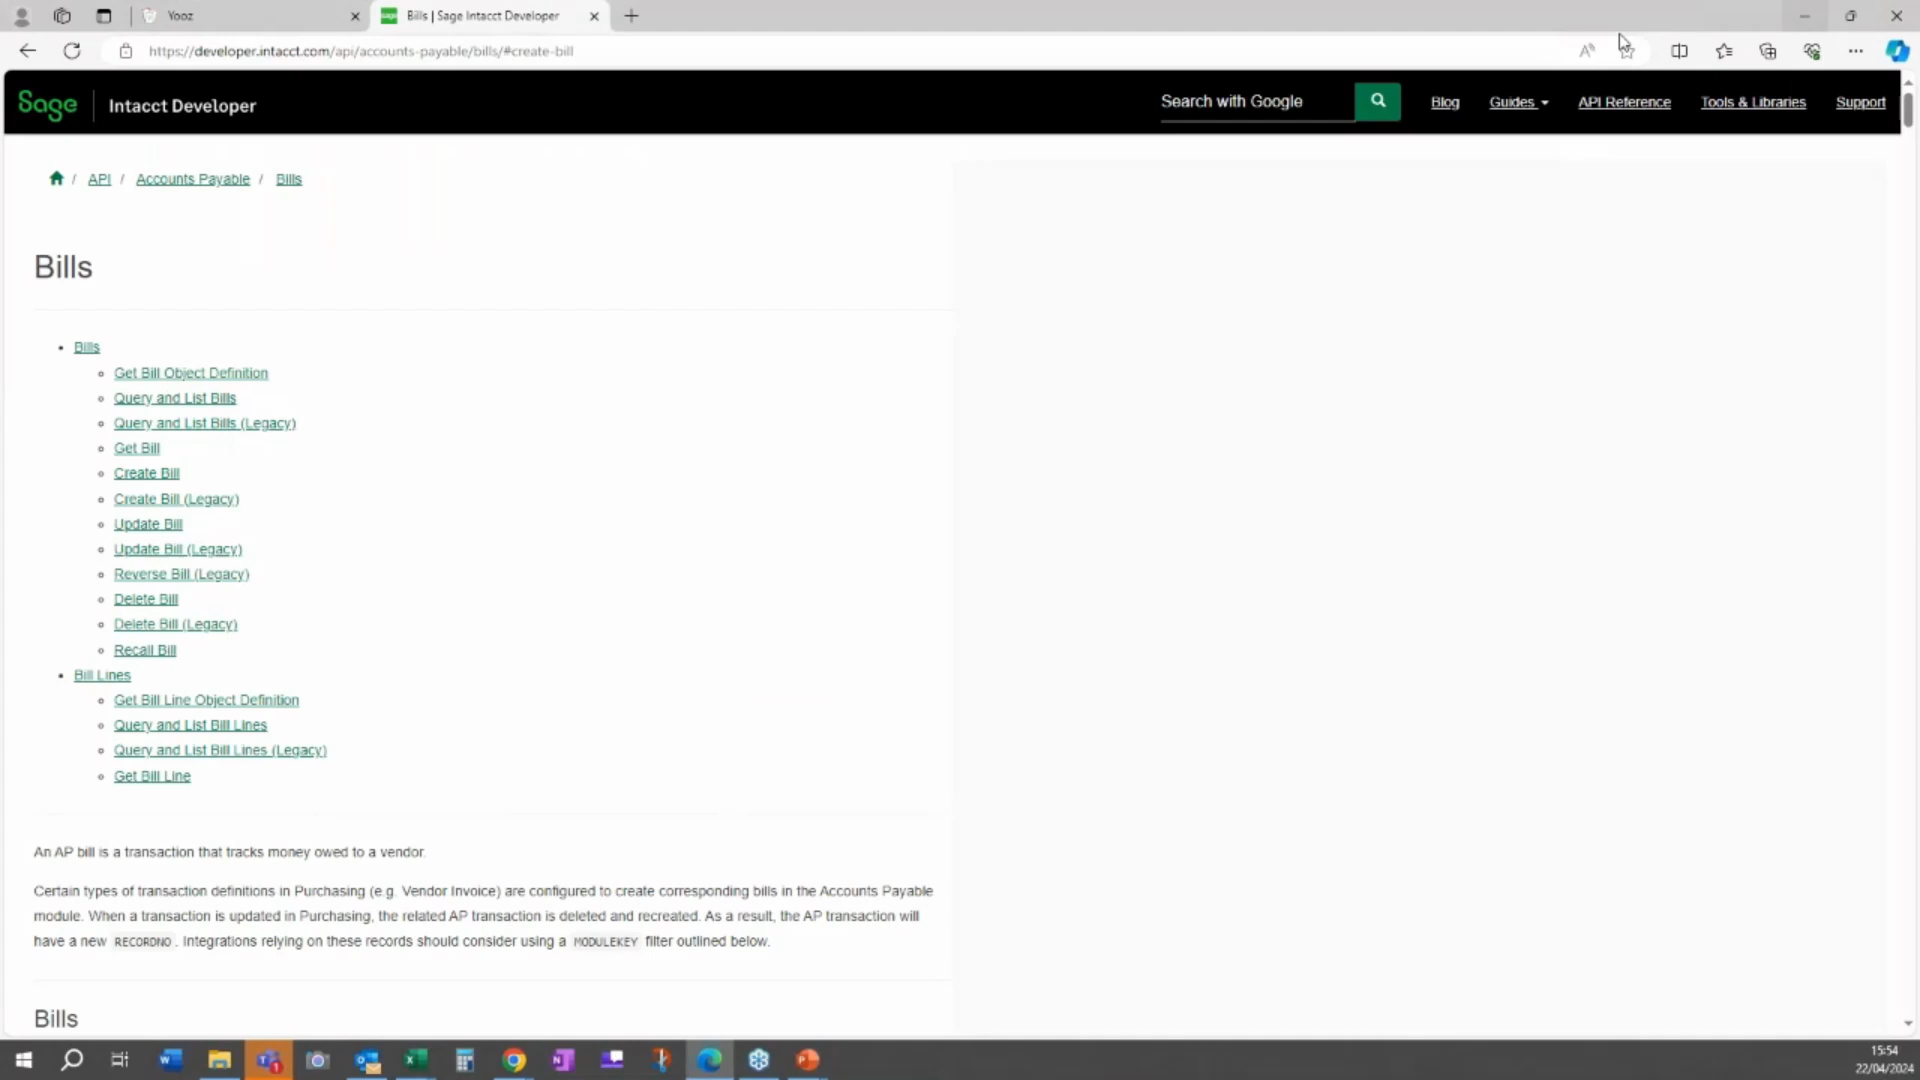 Yooz
Bills | Sage Intacct Developer
https://developer.intacct.com/api/accounts-payable/bills/#create-bill
Sage
Intacct Developer
Search with Google
Blog
Guides
API Reference
Tools & Libraries
Support
/ API / Accounts Payable / Bills
Bills
Bills
Get Bill Object Definition
Query and List Bills
Query and List Bills (Legacy)
Get Bill
Create Bill
Create Bill (Legacy)
Update Bill
Update Bill (Legacy)
Reverse Bill (Legacy)
Delete Bill
Delete Bill (Legacy)
Recall Bill
Bill Lines
Get Bill Line Object Definition
Query and List Bill Lines
Query and List Bill Lines (Legacy)
Get Bill Line
An AP bill is a transaction that tracks money owed to a vendor.
Certain types of transaction definitions in Purchasing (e.g. Vendor Invoice) are configured to create corresponding bills in the Accounts Payable
module. When a transaction is updated in Purchasing, the related AP transaction is deleted and recreated. As a result, the AP transaction will
have a new RECORDNO . Integrations relying on these records should consider using a MODULEKEY filter outlined below.
Bills
15:54
22/04/2024